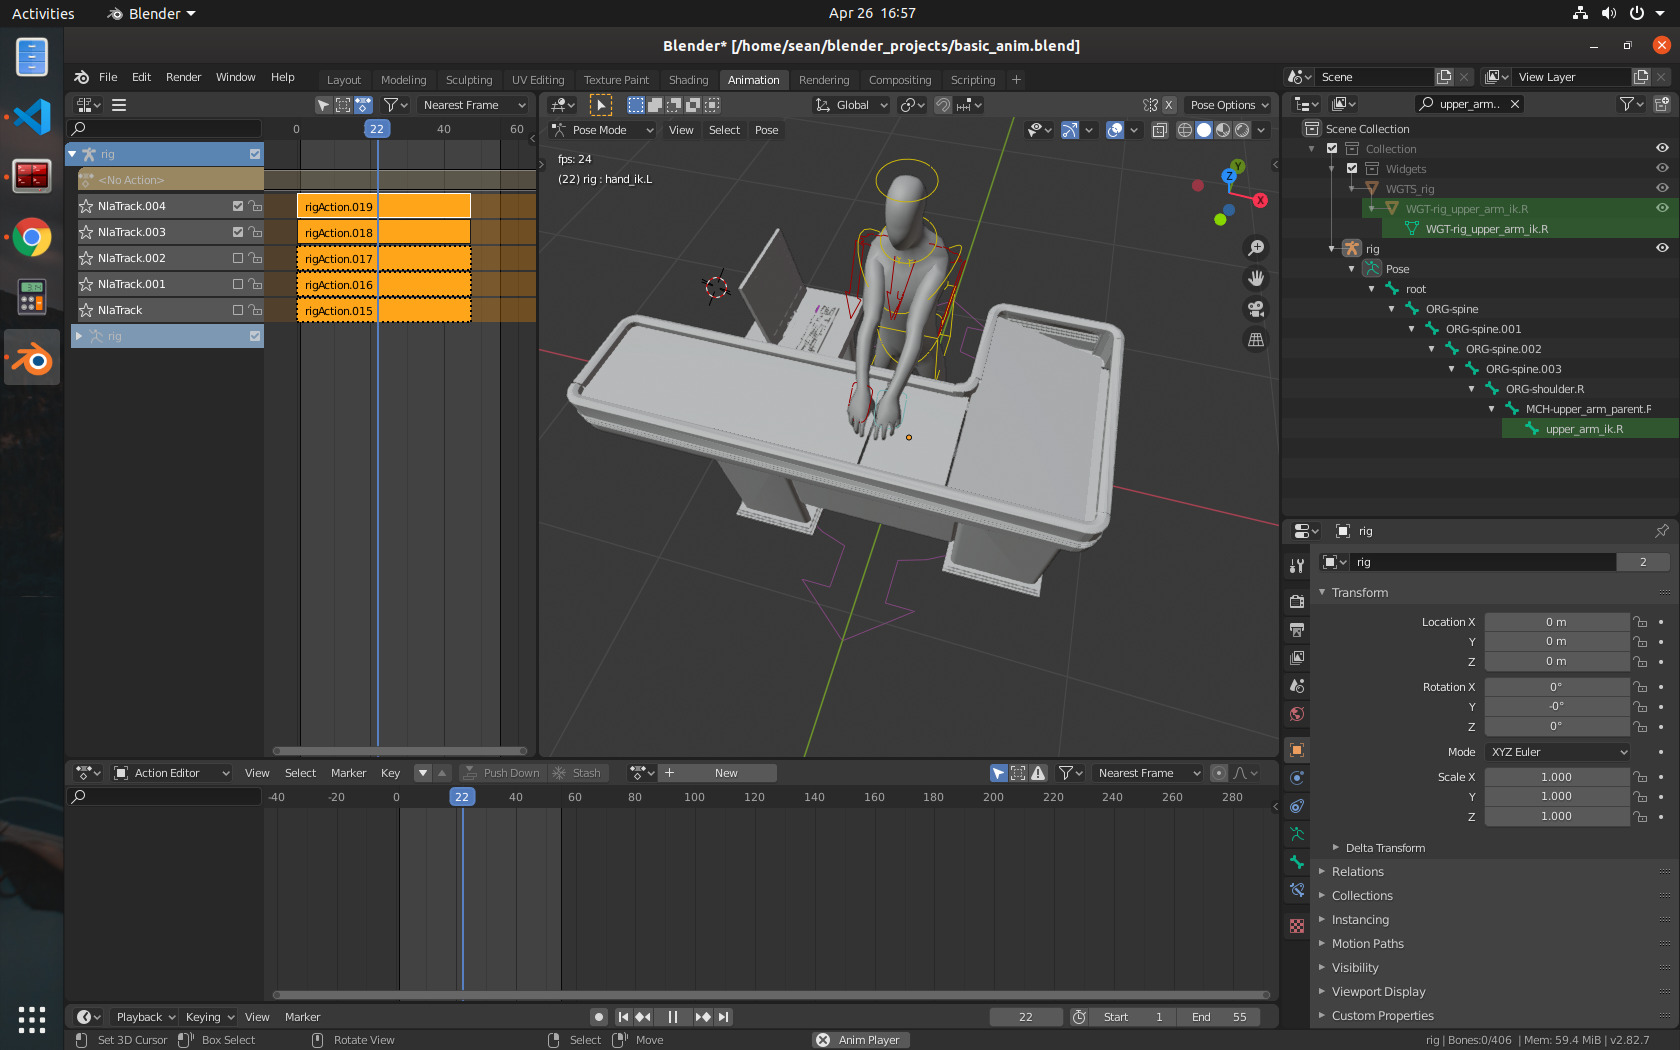 Activities
Blender
Apr 26 16:57
Blender* [/home/sean/blender_projects/basic_anim.blend]
File Edit Render Window Help
Layout Modeling Sculpting UV Editing Texture Paint Shading Animation Rendering Compositing Scripting +
Scene
View Layer
Nearest Frame
Global
X
Pose Options
upper_arm..
0 22 40 60
Pose Mode View Select Pose
rig
<No Action>
NlaTrack.004 rigAction.019
NlaTrack.003 rigAction.018
NlaTrack.002 rigAction.017
NlaTrack.001 rigAction.016
NlaTrack rigAction.015
rig
fps: 24
(22) rig : hand_ik.L
Y
Z
X
Scene Collection
Collection
Widgets
WGTS_rig
WGT-rig_upper_arm_ik.R
WGT-rig_upper_arm_ik.R
rig
Pose
root
ORG-spine
ORG-spine.001
ORG-spine.002
ORG-spine.003
ORG-shoulder.R
MCH-upper_arm_parent.R
upper_arm_ik.R
rig
rig 2
Transform
Location X 0 m
Y 0 m
Z 0 m
Rotation X 0°
Y -0°
Z 0°
Mode XYZ Euler
Scale X 1.000
Y 1.000
Z 1.000
Delta Transform
Relations
Collections
Instancing
Motion Paths
Visibility
Viewport Display
Custom Properties
Action Editor View Select Marker Key Push Down Stash + New Nearest Frame
-40 -20 0 22 40 60 80 100 120 140 160 180 200 220 240 260 280
Playback Keying View Marker
22
Start 1
End 55
Set 3D Cursor Box Select Rotate View Select Move
Anim Player
rig | Bones:0/406 | Mem: 59.4 MiB | v2.82.7